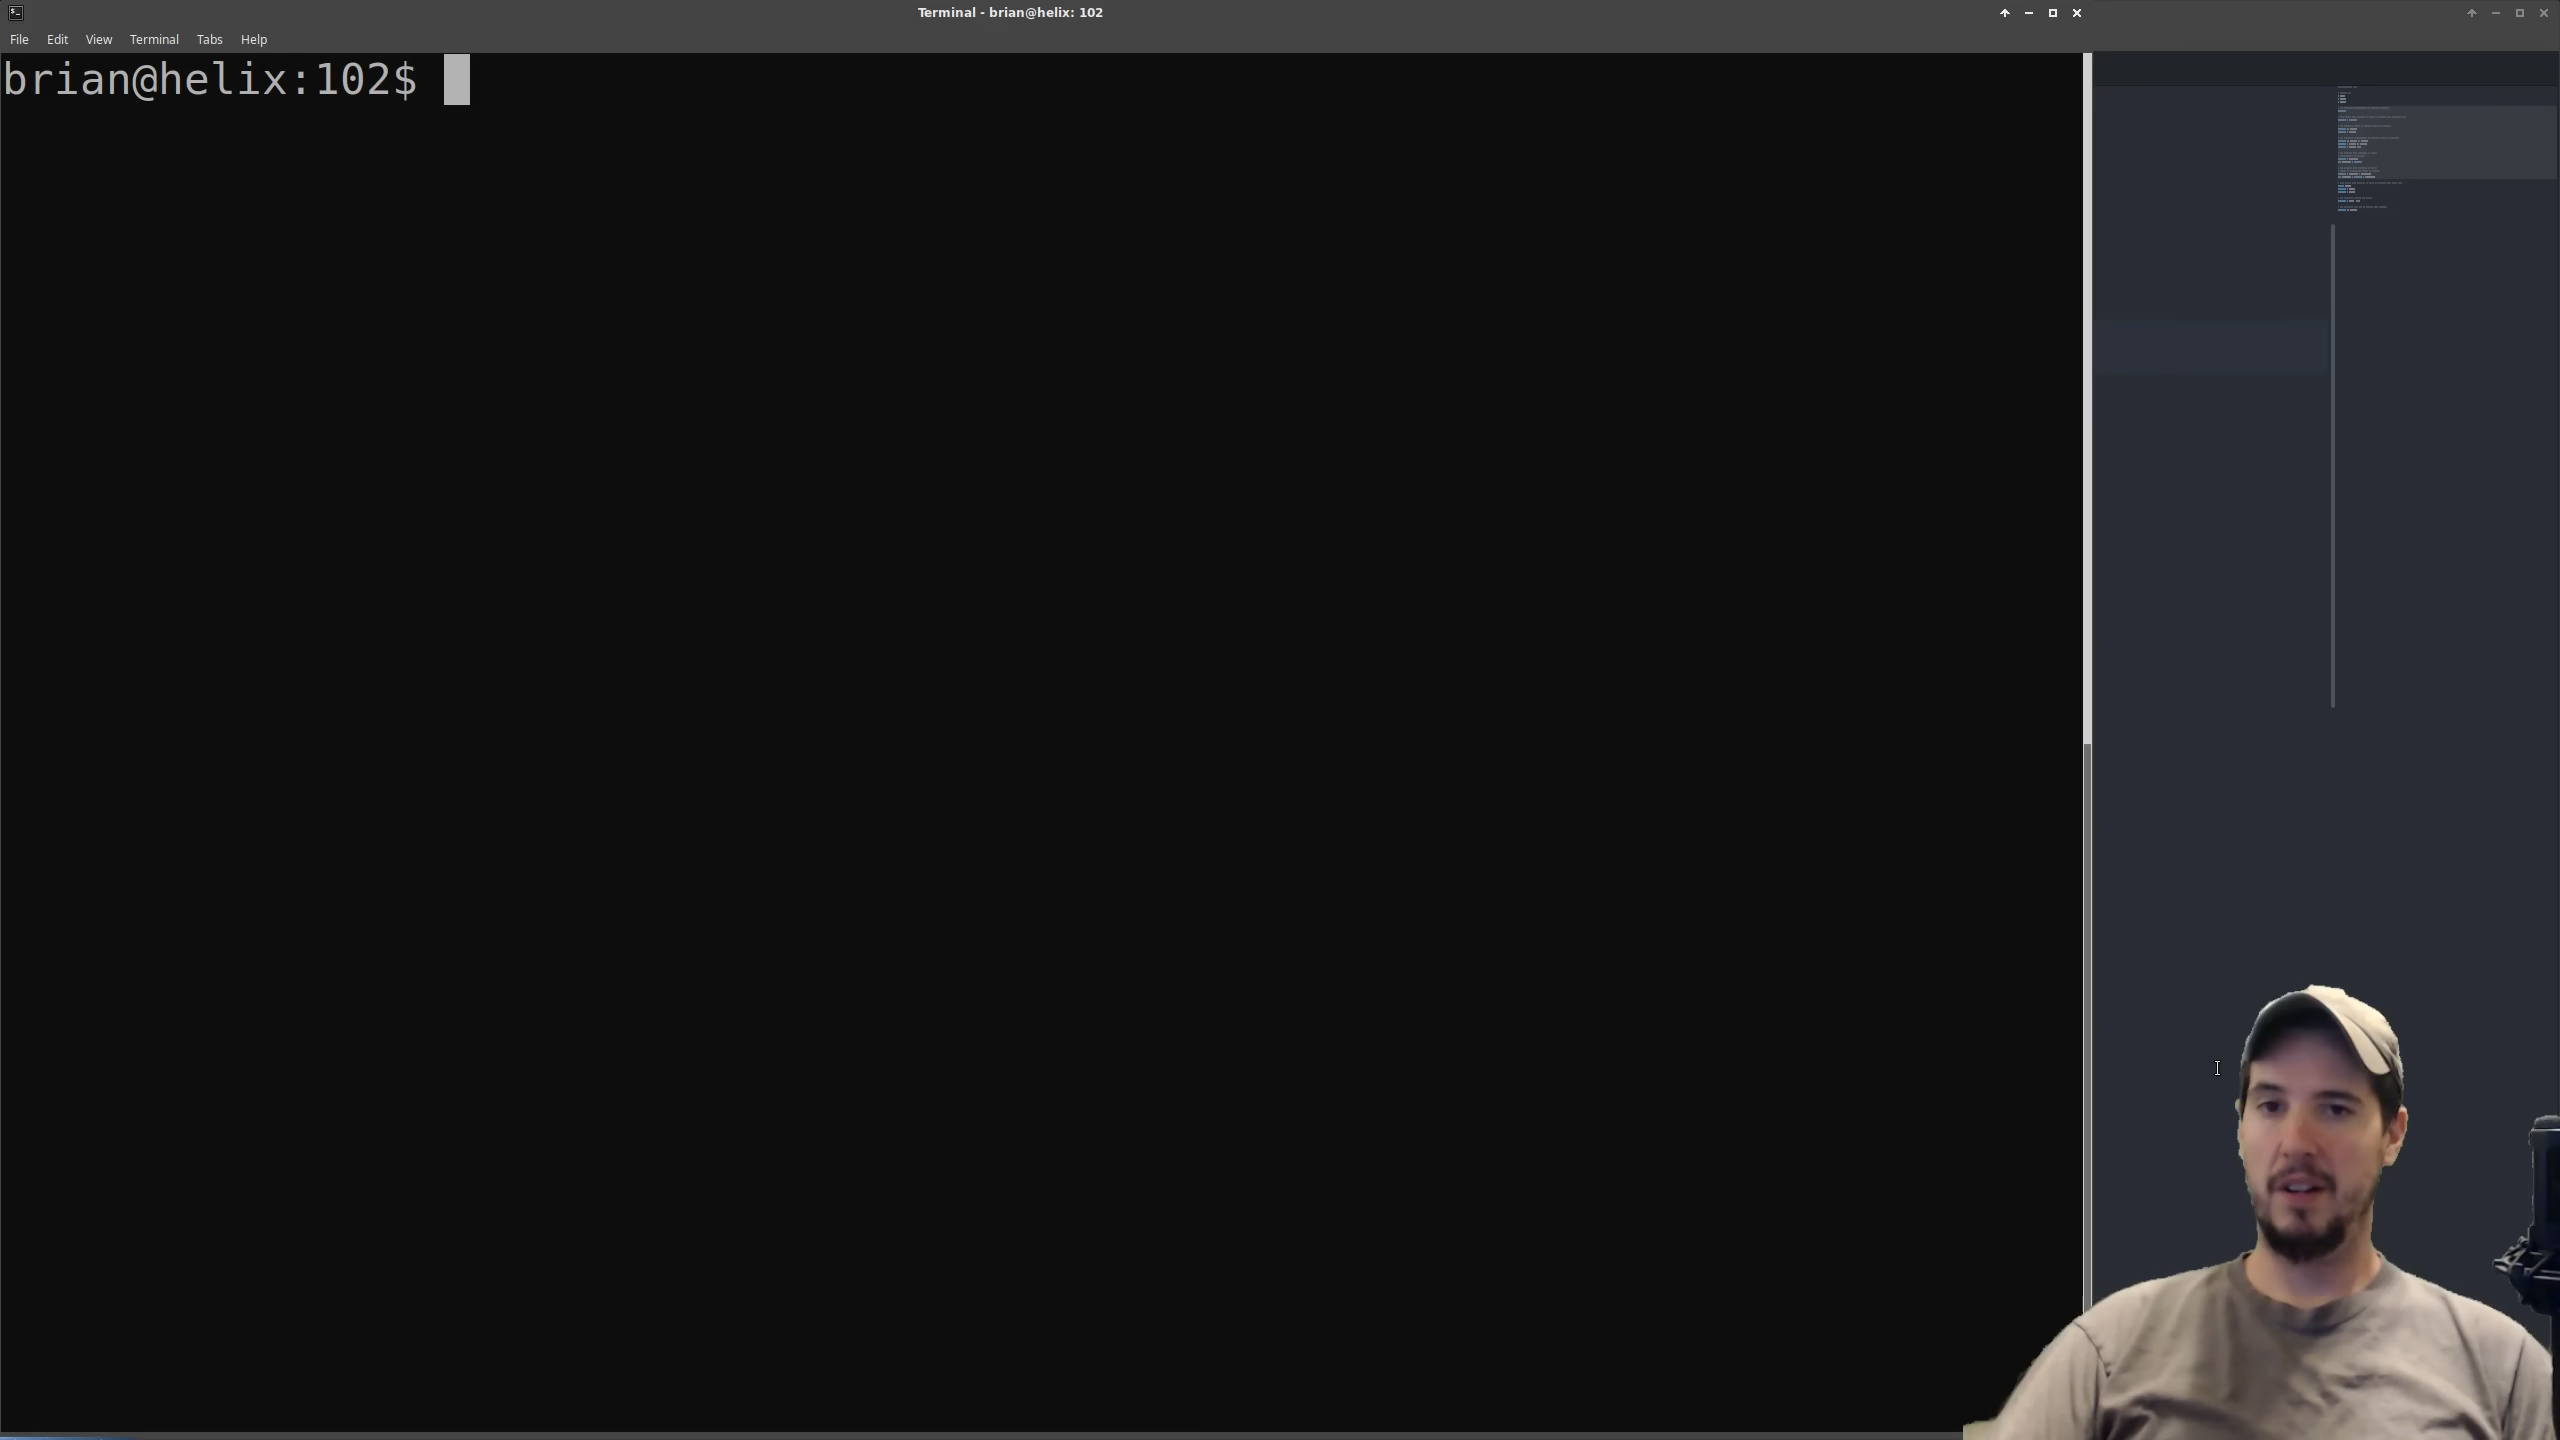 Terminal - brian@helix: 102
File Edit View Terminal Tabs Help
brian@helix:102$